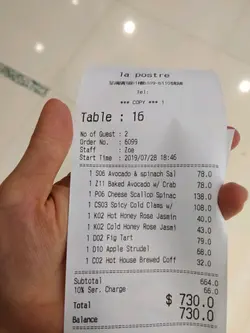 la postre
Tel:
*** COPY *** 1
Table : 16
No of Guest : 2
Order No. : 6099
Staff : Zoe
Start Time : 2019/07/28 18:46
1 S06 Avocado & spinach Sal 78.0
1 Z11 Baked Avocado w/ Crab 78.0
1 P06 Cheese Scallop Spinac 138.0
1 CS03 Spicy Cold Clams w/ 108.0
1 K02 Hot Honey Rose Jasmin 40.0
1 K02 Cold Honey Rose Jasmi 43.0
1 D02 Fig Tart 79.0
1 D10 Apple Strudel 66.0
1 C02 Hot House Brewed Coff 32.0
Subtotal 664.0
10% Ser. Charge 66.0
Total $ 730.0
Balance 730.0